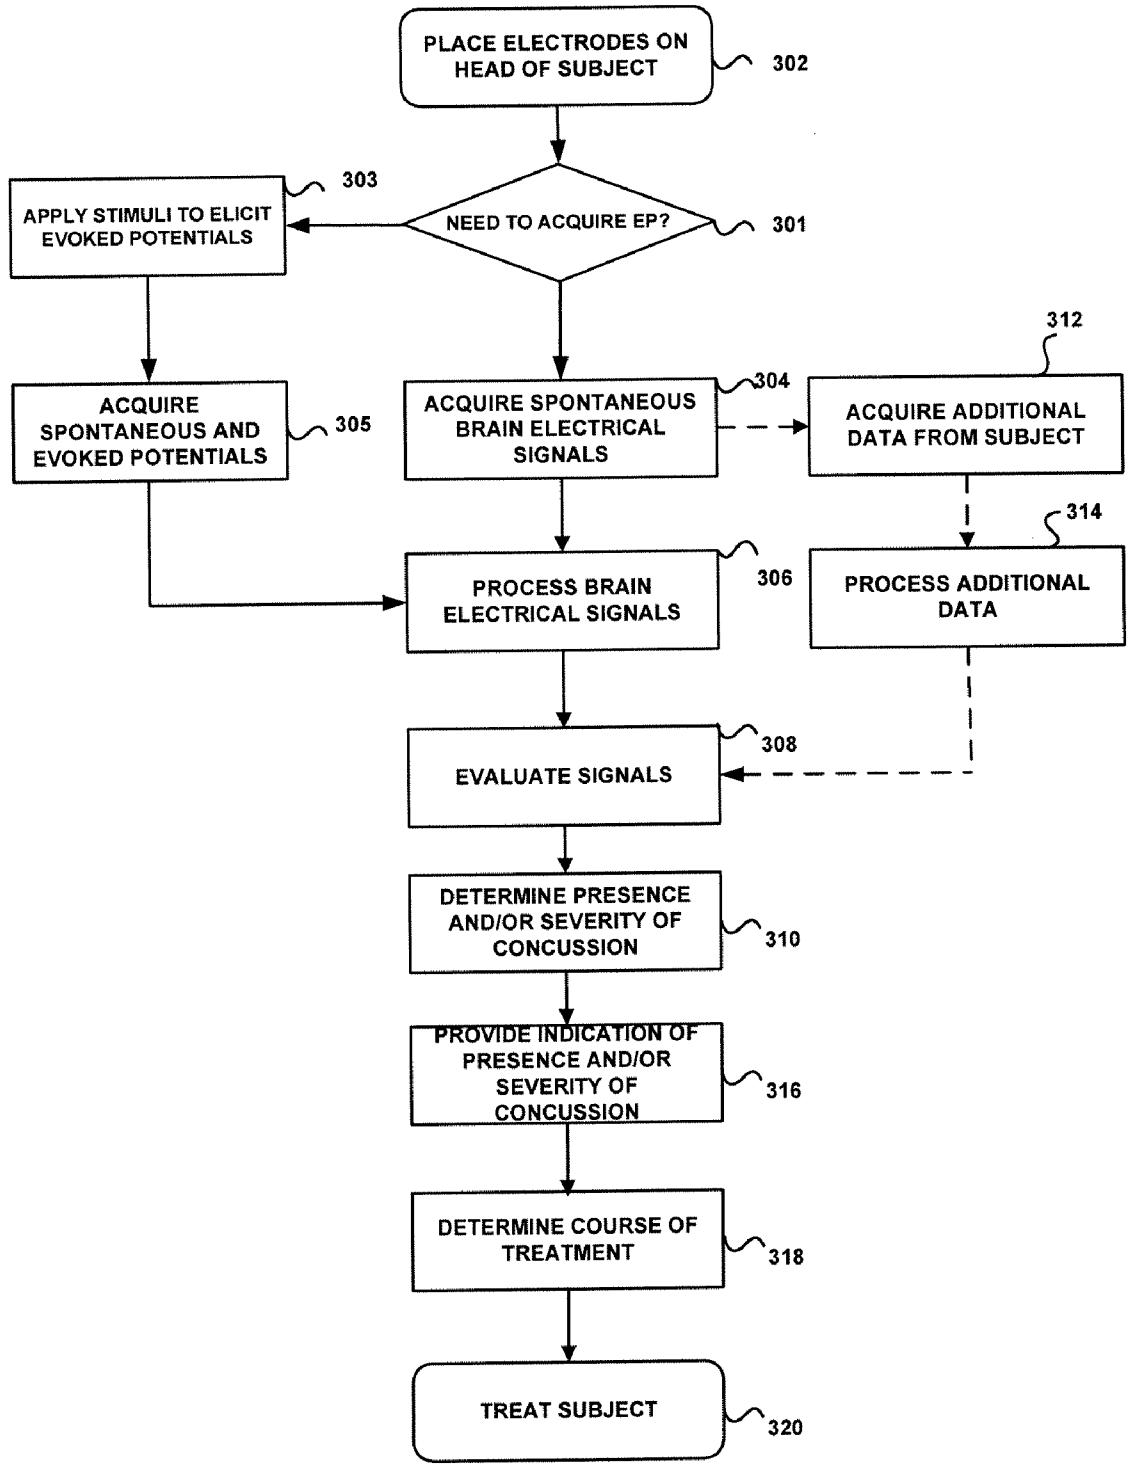 PLACE ELECTRODES ON
HEAD OF SUBJECT
302
303
APPLY STIMULI TO ELICIT
EVOKED POTENTIALS
NEED TO ACQUIRE EP?
301
312
ACQUIRE
SPONTANEOUS AND
EVOKED POTENTIALS
305
304
ACQUIRE SPONTANEOUS
BRAIN ELECTRICAL
SIGNALS
ACQUIRE ADDITIONAL
DATA FROM SUBJECT
314
PROCESS BRAIN
ELECTRICAL SIGNALS
306
PROCESS ADDITIONAL
DATA
308
EVALUATE SIGNALS
DETERMINE PRESENCE
AND/OR SEVERITY OF
CONCUSSION
310
PROVIDE INDICATION OF
PRESENCE AND/OR
SEVERITY OF
CONCUSSION
316
DETERMINE COURSE OF
TREATMENT
318
TREAT SUBJECT
320